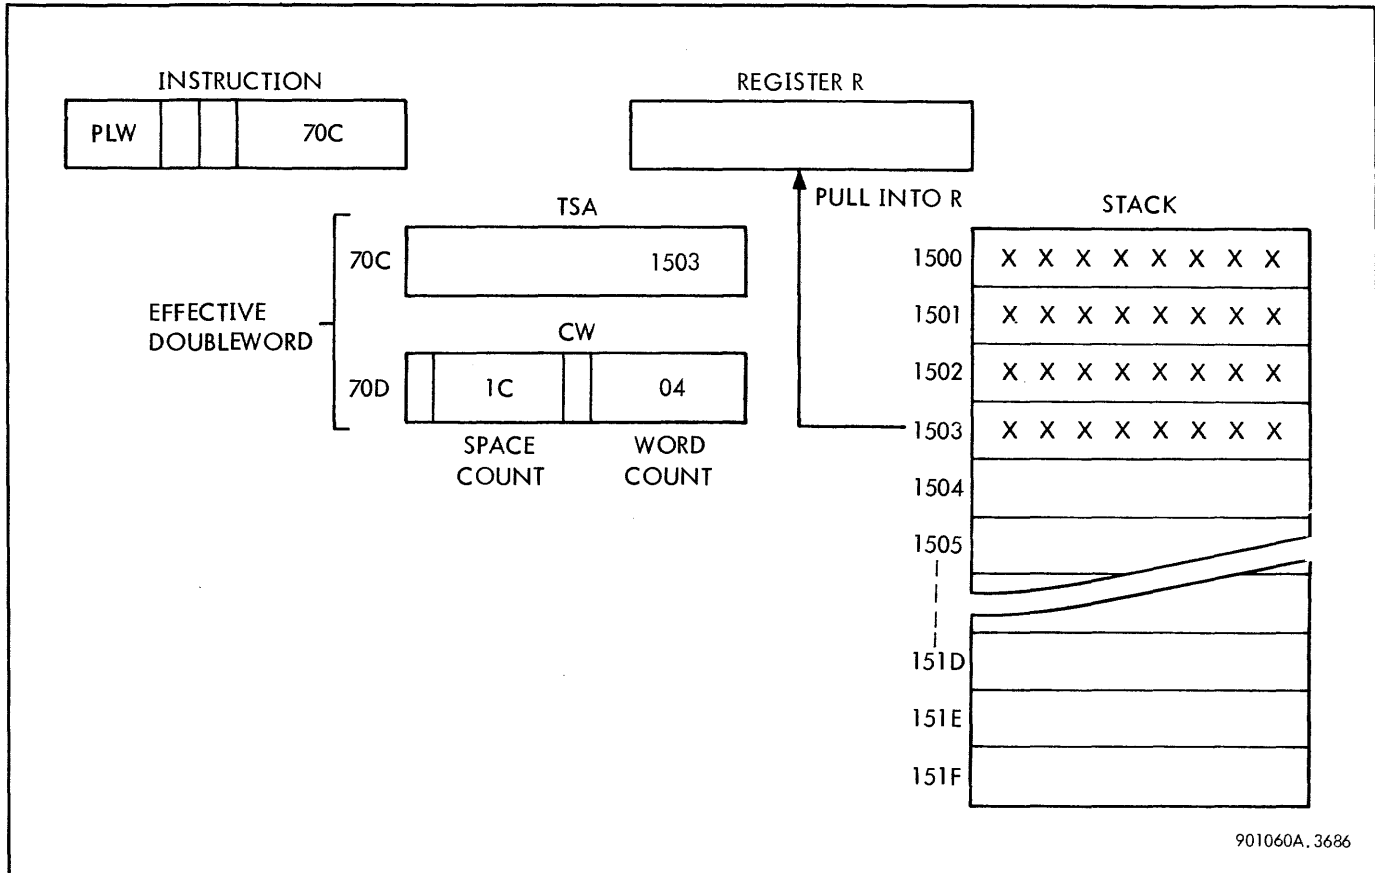 INSTRUCTION
PLW 70C
REGISTER R
PULL INTO R
EFFECTIVE
DOUBLEWORD
TSA
70C 1503
CW
70D 1C 04
SPACE
COUNT
WORD
COUNT
STACK
1500 X X X X X X X X
1501 X X X X X X X X
1502 X X X X X X X X
1503 X X X X X X X X
1504
1505
151D
151E
151F
901060A.3686